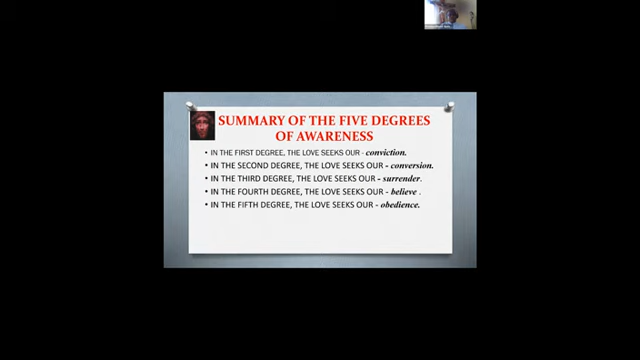 SUMMARY OF THE FIVE DEGREES
OF AWARENESS
• IN THE FIRST DEGREE, THE LOVE SEEKS OUR - conviction.
• IN THE SECOND DEGREE, THE LOVE SEEKS OUR - conversion.
• IN THE THIRD DEGREE, THE LOVE SEEKS OUR - surrender.
• IN THE FOURTH DEGREE, THE LOVE SEEKS OUR - believe .
• IN THE FIFTH DEGREE, THE LOVE SEEKS OUR - obedience.